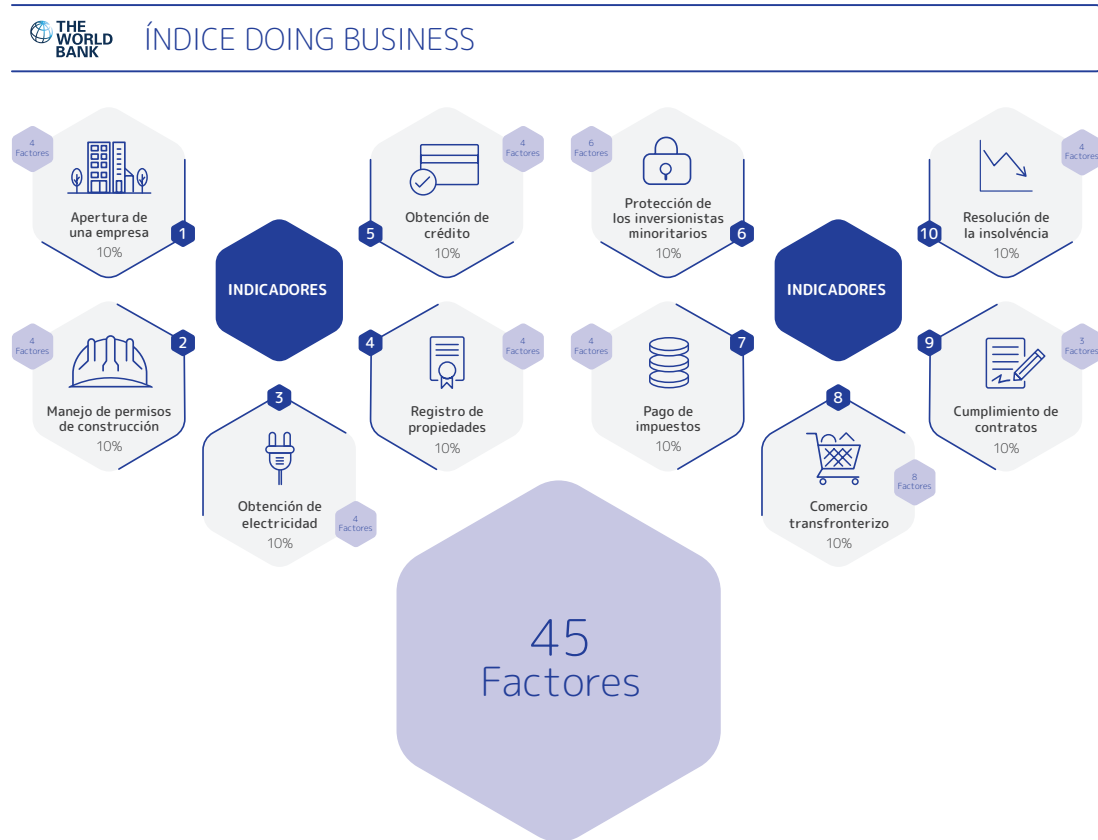 THE
WORLD
BANK
ÍNDICE DOING BUSINESS
4
Factores
Apertura de
una empresa
10%
1
4
Factores
Manejo de permisos
de construcción
10%
2
INDICADORES
3
Obtención de
electricidad
10%
4
Factores
4
Factores
Registro de
propiedades
10%
4
4
Factores
Obtención de
crédito
10%
5
6
Factores
Protección de
los inversionistas
minoritarios
10%
6
4
Factores
Pago de
impuestos
10%
7
INDICADORES
8
Comercio
transfronterizo
10%
8
Factores
3
Factores
Cumplimiento de
contratos
10%
9
4
Factores
Resolución de
la insolvéncia
10%
10
45
Factores